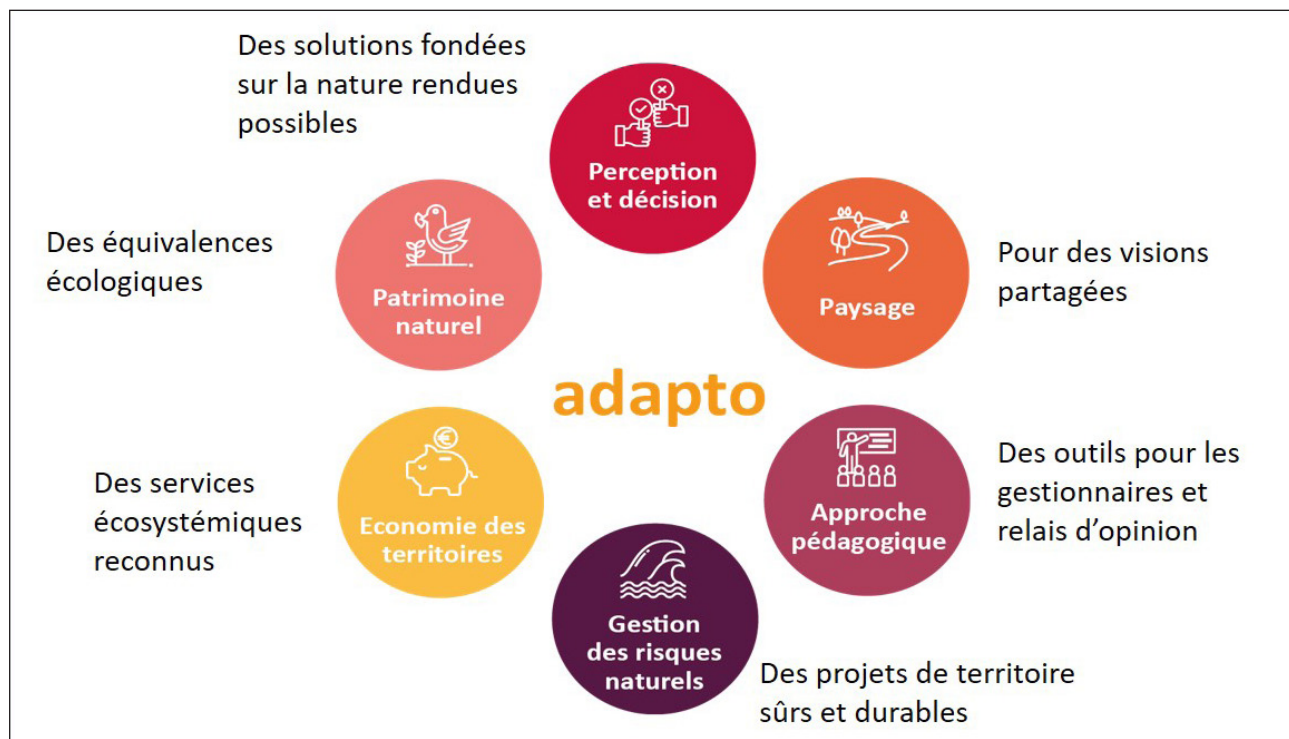 Des solutions fondées
sur la nature rendues
possibles
Perception
et décision
Des équivalences
écologiques
Patrimoine
naturel
Paysage
Pour des visions
partagées
adapto
Des services
écosystémiques
reconnus
Economie des
territoires
Approche
pédagogique
Des outils pour les
gestionnaires et
relais d’opinion
Gestion
des risques
naturels
Des projets de territoire
sûrs et durables